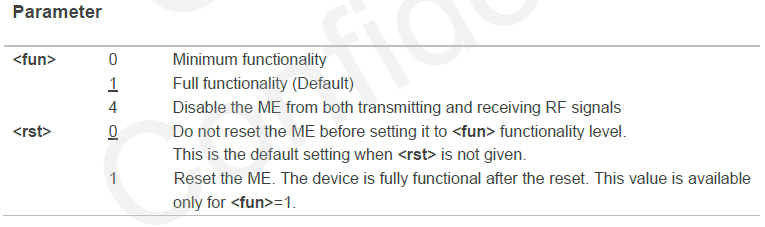 Parameter
<fun> 0 Minimum functionality
1 Full functionality (Default)
4 Disable the ME from both transmitting and receiving RF signals
<rst> 0 Do not reset the ME before setting it to <fun> functionality level.
This is the default setting when <rst> is not given.
1 Reset the ME. The device is fully functional after the reset. This value is available
only for <fun>=1.
Confide